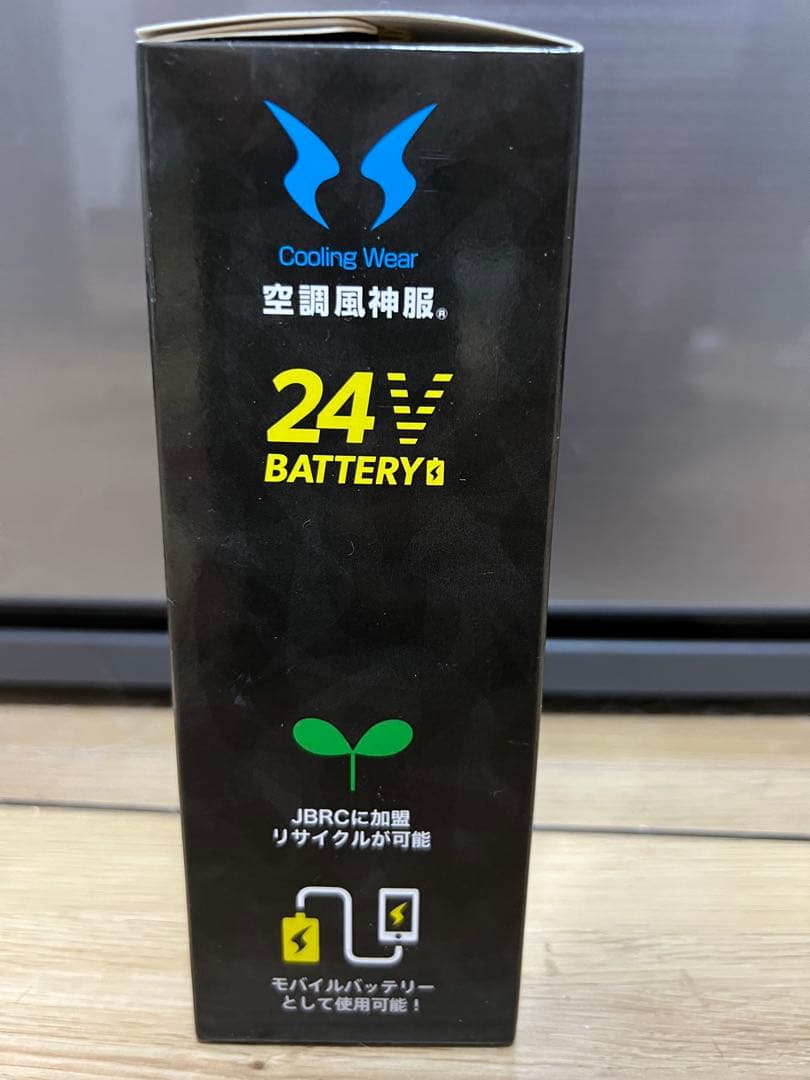 Cooling Wear
空調風神服®
24V
BATTERY
JBRCに加盟
リサイクルが可能
モバイルバッテリー
として使用可能！